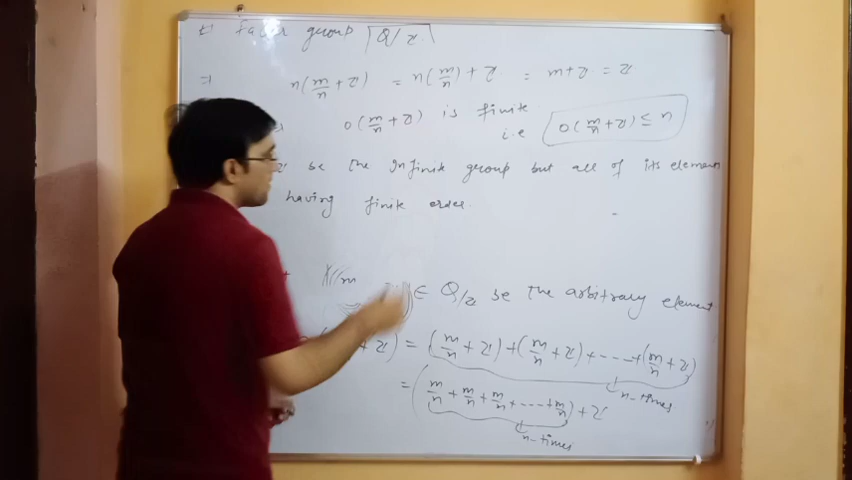 factor group Q/Z
n(m/n + Z) = n(m/n) + Z = m+Z = Z
o(m/n + Z) is finite
i.e o(m/n + Z) ≤ n
be the Infinite group but all of its element
having finite order.
m ∈ Q/Z be the arbitrary element
+ Z) = (m/n + Z) + (m/n + Z) + ---- + (m/n + Z)
n-times
= (m/n + m/n + m/n + ---- + m/n) + Z
n-times